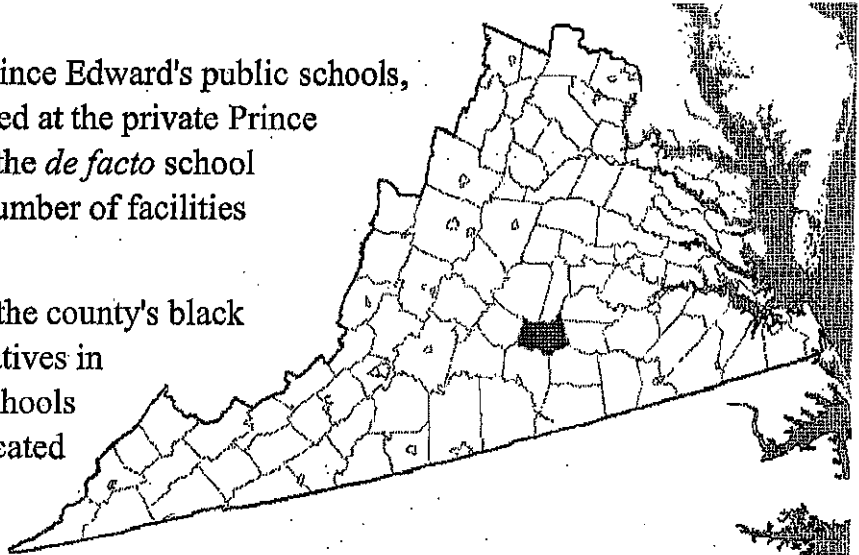 ince Edward's public schools,
ed at the private Prince
the de facto school
umber of facilities
the county's black
atives in
hools
cated